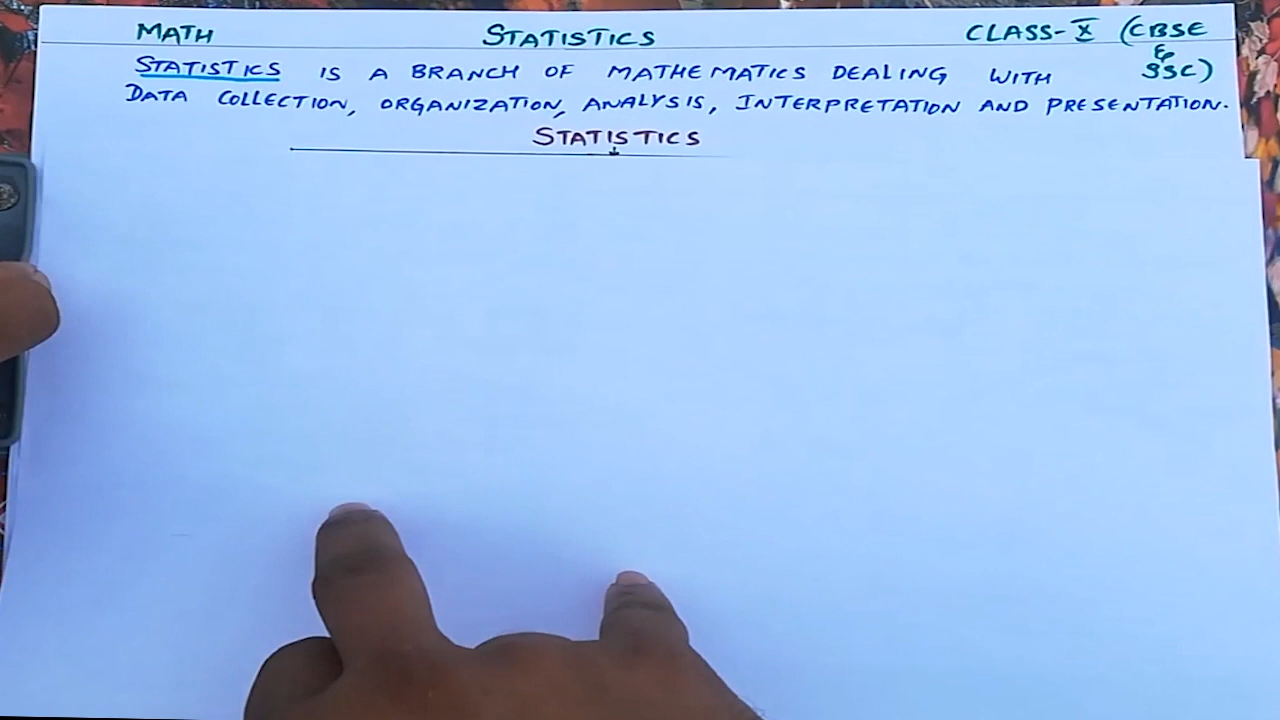 MATH STATISTICS CLASS-X (CBSE
& SSC)
STATISTICS IS A BRANCH OF MATHEMATICS DEALING WITH
DATA COLLECTION, ORGANIZATION, ANALYSIS, INTERPRETATION AND PRESENTATION.
STATISTICS